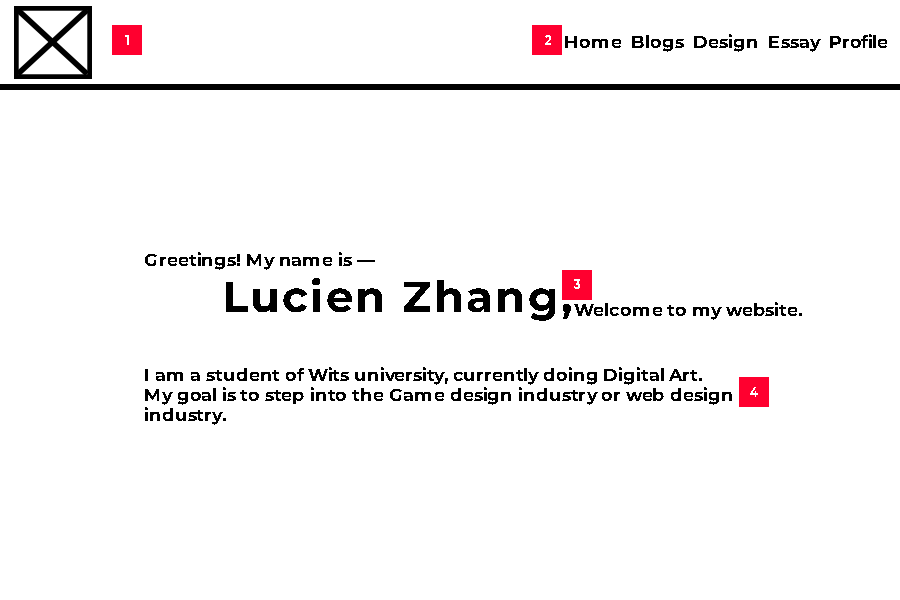 1
2 Home Blogs Design Essay Profile
Greetings! My name is —
3
Lucien Zhang, Welcome to my website.
I am a student of Wits university, currently doing Digital Art.
My goal is to step into the Game design industry or web design 4
industry.